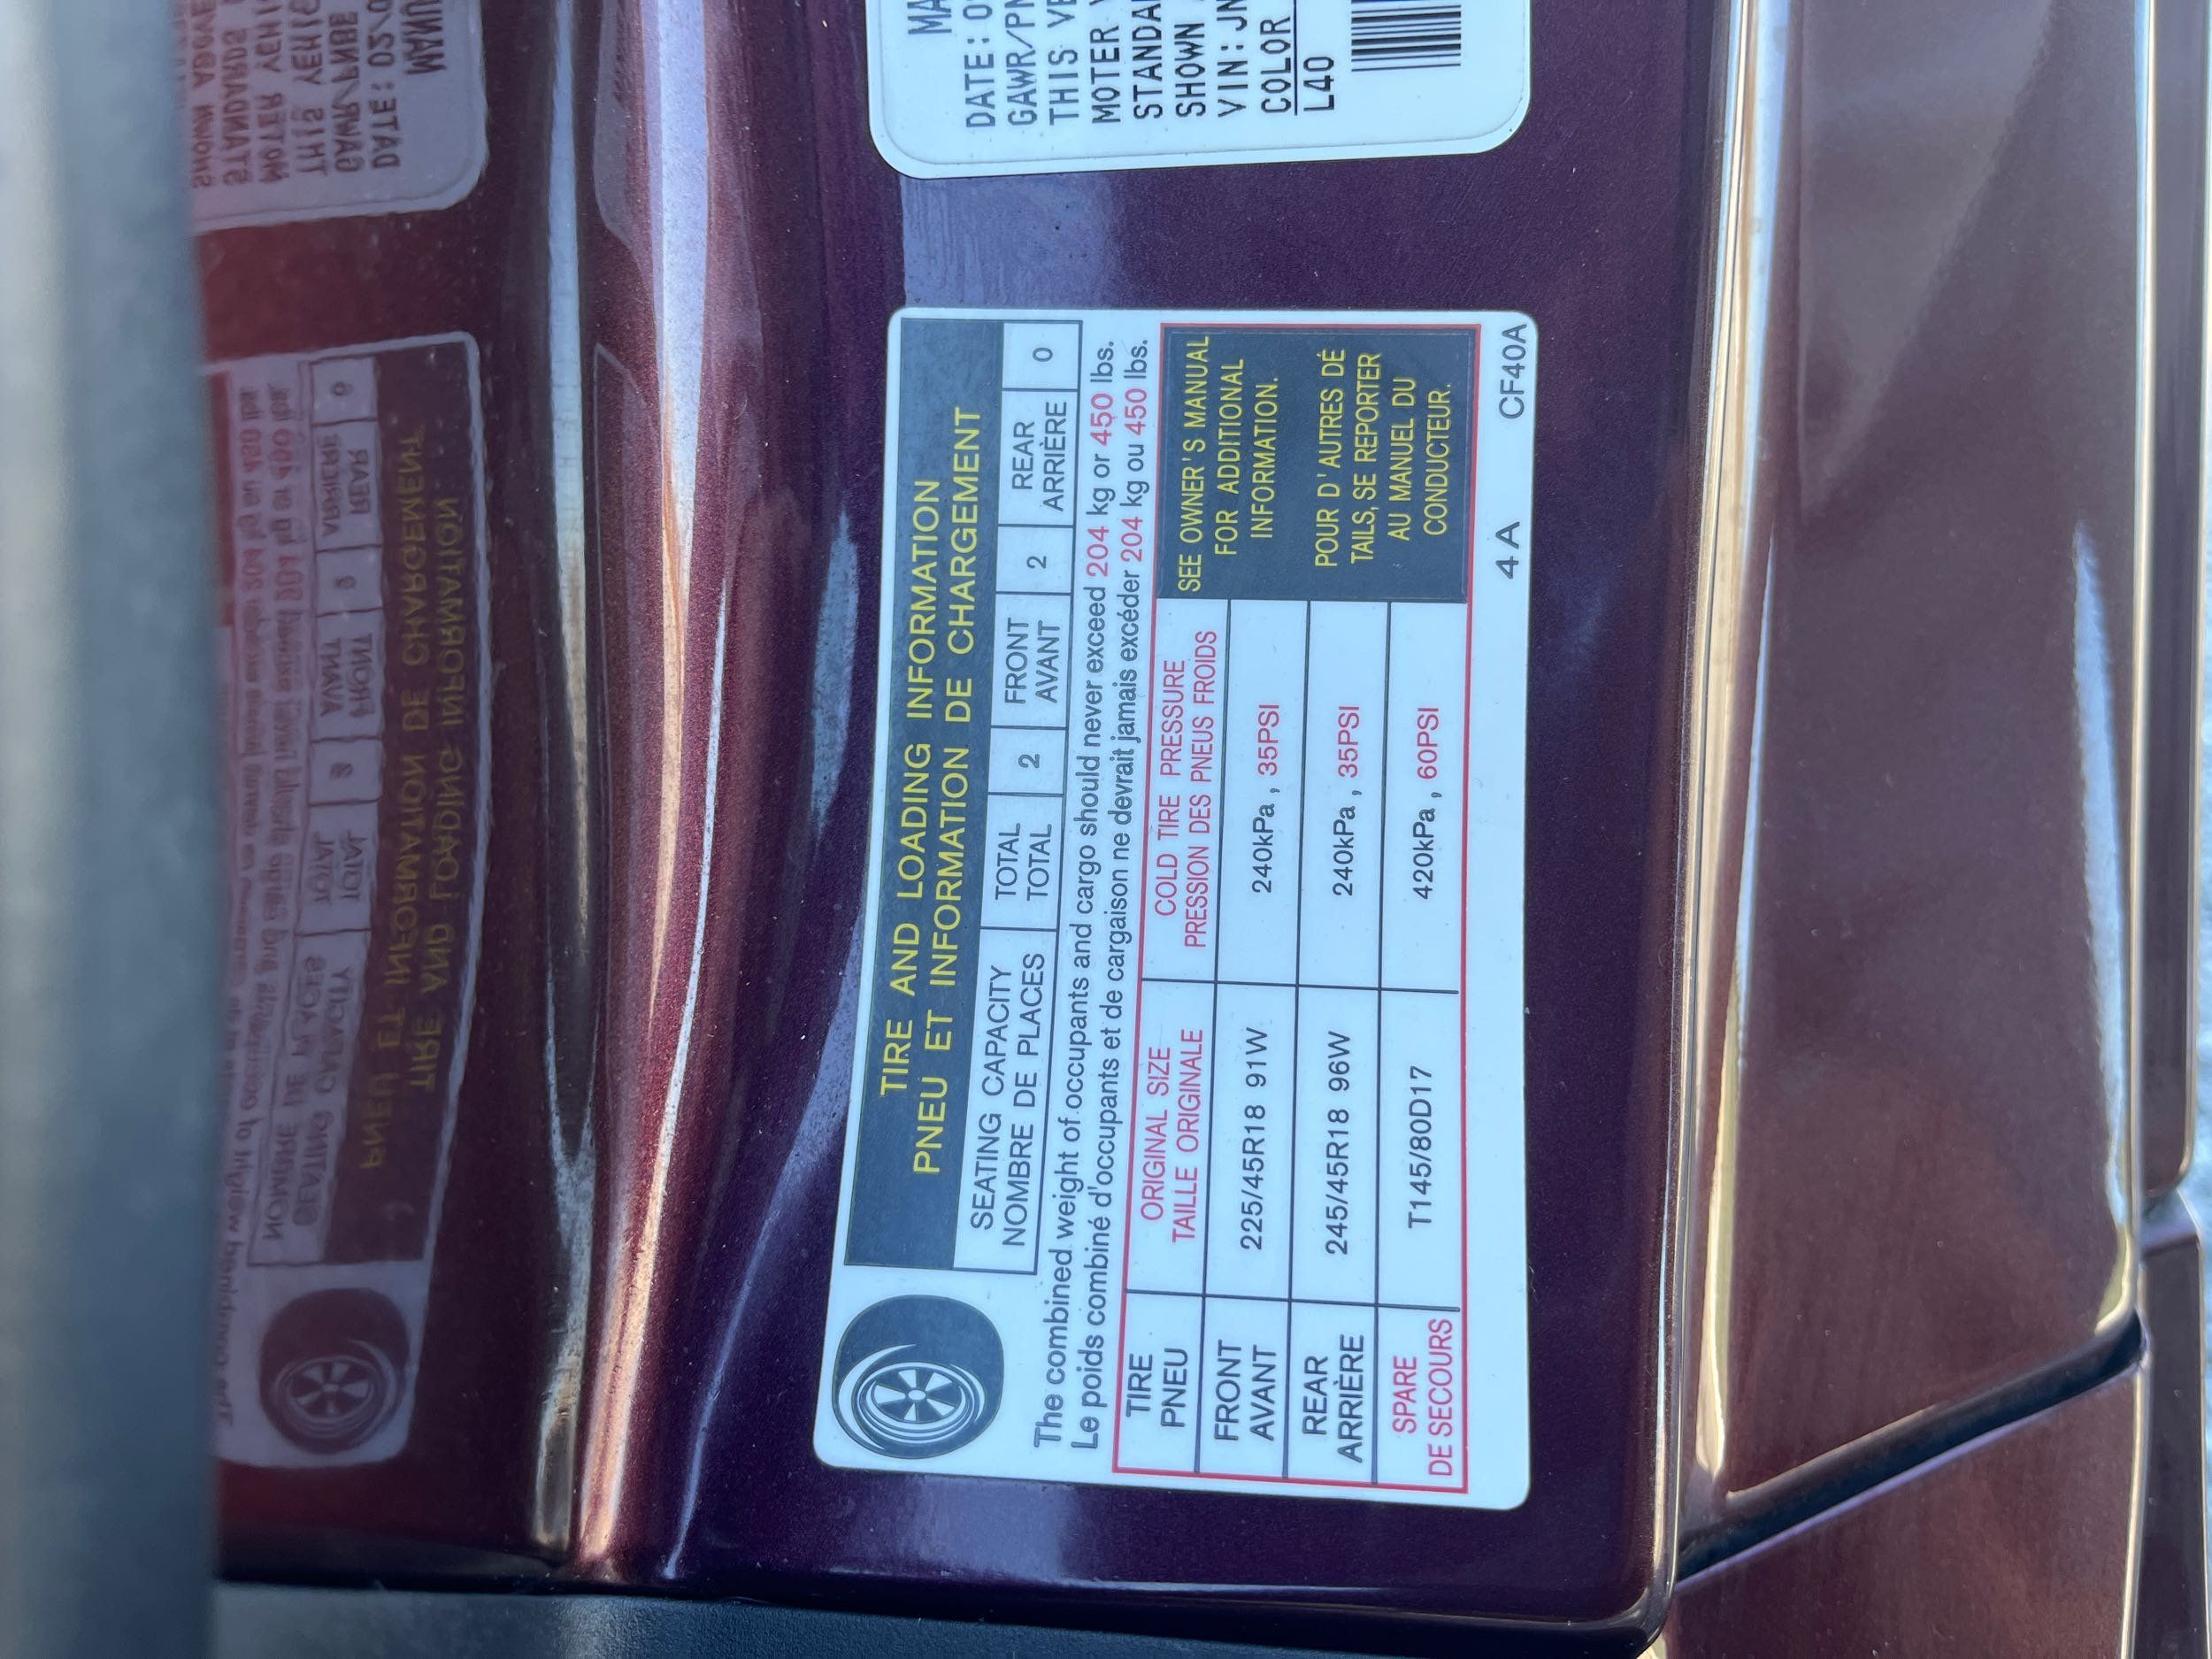 TIRE AND LOADING INFORMATION
PNEU ET INFORMATION DE CHARGEMENT
SEATING CAPACITY
NOMBRE DE PLACES
TOTAL
TOTAL
2
FRONT
AVANT
2
REAR
ARRIÈRE
0
The combined weight of occupants and cargo should never exceed 204 kg or 450 lbs.
Le poids combiné d'occupants et de cargaison ne devrait jamais excéder 204 kg ou 450 lbs.
TIRE
PNEU
ORIGINAL SIZE
TAILLE ORIGINALE
COLD TIRE PRESSURE
PRESSION DES PNEUS FROIDS
SEE OWNER'S MANUAL
FOR ADDITIONAL
INFORMATION.
POUR D'AUTRES DÉ
TAILS, SE REPORTER
AU MANUEL DU
CONDUCTEUR.
FRONT
AVANT
225/45R18 91W
240kPa, 35PSI
REAR
ARRIÈRE
245/45R18 96W
240kPa, 35PSI
SPARE
DE SECOURS
T145/80D17
420kPa, 60PSI
4A CF40A
DATE:
GAWR/
THIS
MOTER
SHOWN
VIN:JN
COLOR
L40